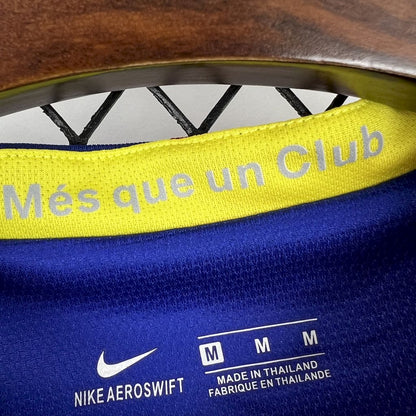 Més que un Club
NIKE AEROSWIFT
M M M
MADE IN THAILAND
FABRIQUE EN THAILANDE